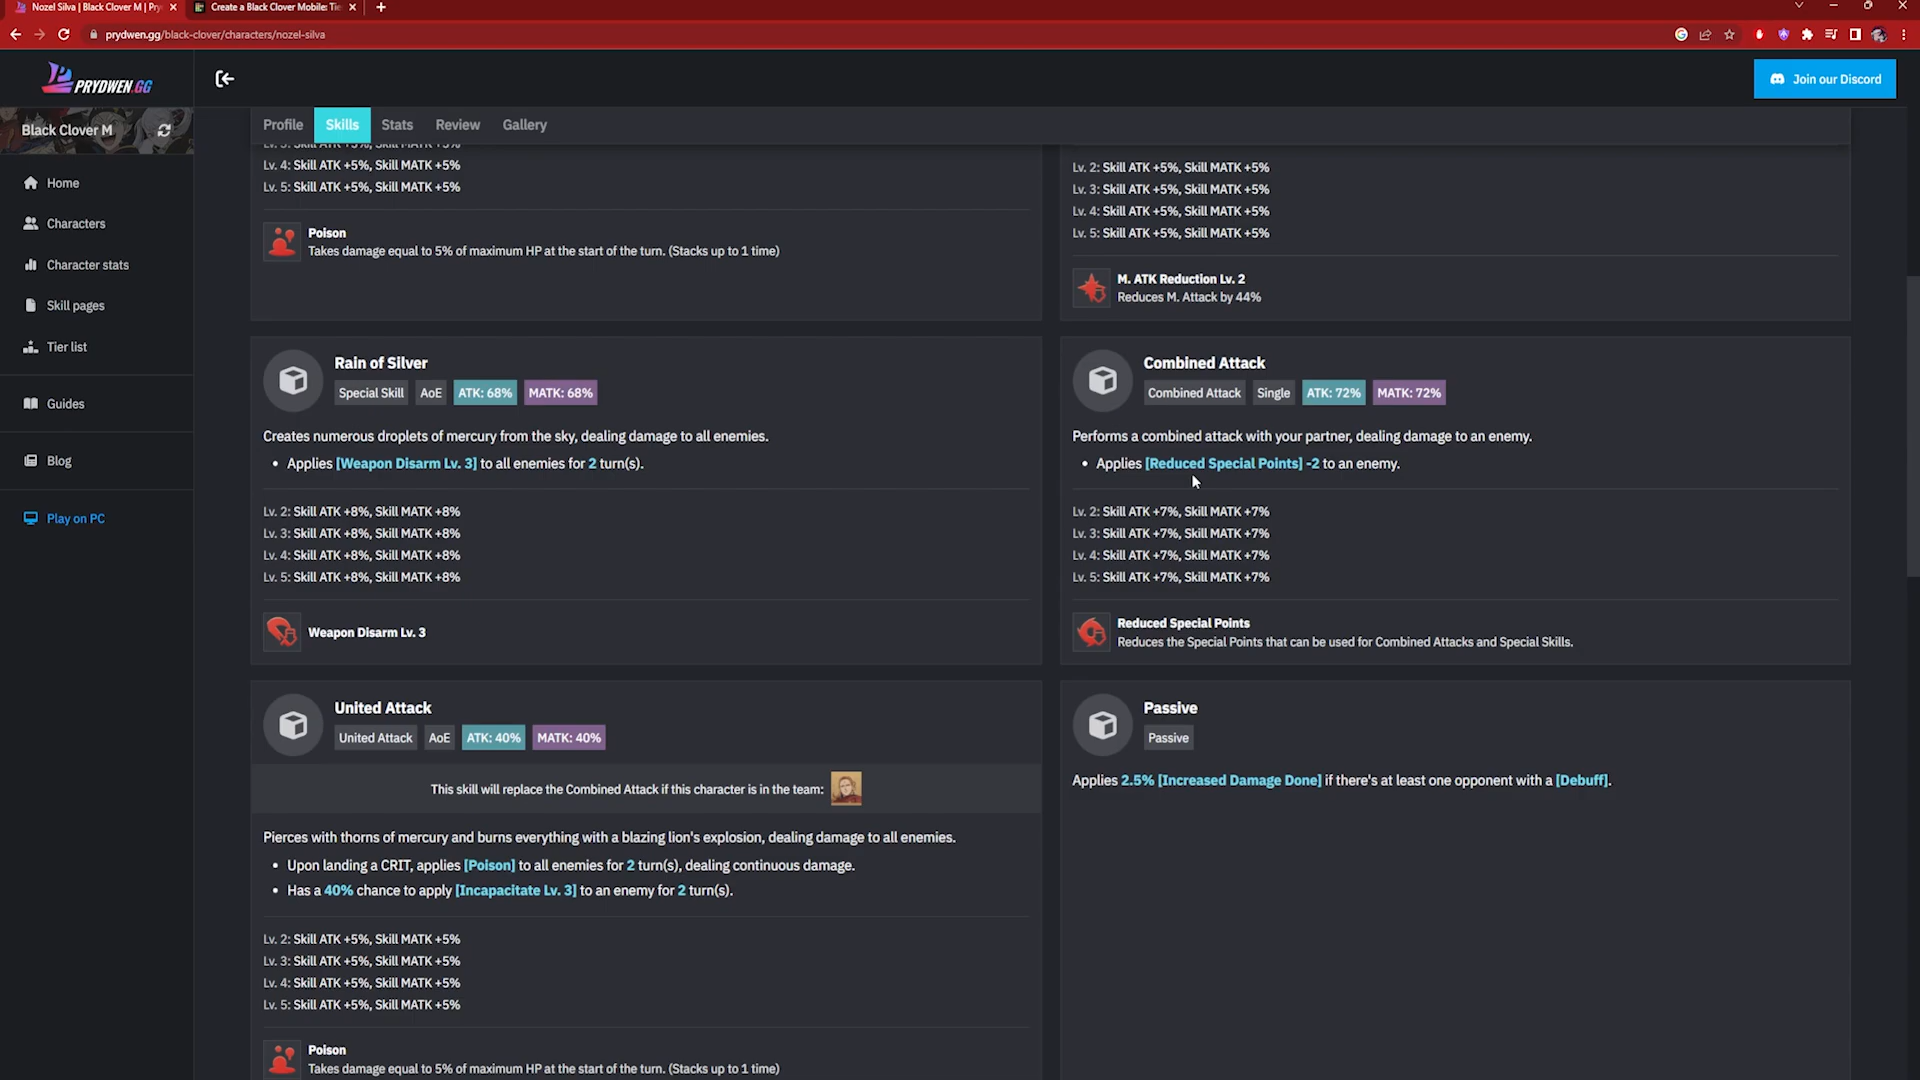 Nozel Silva | Black Clover M | Pry
Create a Black Clover Mobile: Tie
prydwen.gg/black-clover/characters/nozel-silva
PRYDWEN.GG
Join our Discord
Black Clover M
Home
Characters
Character stats
Skill pages
Tier list
Guides
Blog
Play on PC
Profile Skills Stats Review Gallery
Lv. 3: Skill ATK +5%, Skill MATK +5%
Lv. 4: Skill ATK +5%, Skill MATK +5%
Lv. 5: Skill ATK +5%, Skill MATK +5%
Poison
Takes damage equal to 5% of maximum HP at the start of the turn. (Stacks up to 1 time)
Lv. 2: Skill ATK +5%, Skill MATK +5%
Lv. 3: Skill ATK +5%, Skill MATK +5%
Lv. 4: Skill ATK +5%, Skill MATK +5%
Lv. 5: Skill ATK +5%, Skill MATK +5%
M. ATK Reduction Lv. 2
Reduces M. Attack by 44%
Rain of Silver
Special Skill AoE ATK: 68% MATK: 68%
Creates numerous droplets of mercury from the sky, dealing damage to all enemies.
• Applies [Weapon Disarm Lv. 3] to all enemies for 2 turn(s).
Lv. 2: Skill ATK +8%, Skill MATK +8%
Lv. 3: Skill ATK +8%, Skill MATK +8%
Lv. 4: Skill ATK +8%, Skill MATK +8%
Lv. 5: Skill ATK +8%, Skill MATK +8%
Weapon Disarm Lv. 3
Combined Attack
Combined Attack Single ATK: 72% MATK: 72%
Performs a combined attack with your partner, dealing damage to an enemy.
• Applies [Reduced Special Points] -2 to an enemy.
Lv. 2: Skill ATK +7%, Skill MATK +7%
Lv. 3: Skill ATK +7%, Skill MATK +7%
Lv. 4: Skill ATK +7%, Skill MATK +7%
Lv. 5: Skill ATK +7%, Skill MATK +7%
Reduced Special Points
Reduces the Special Points that can be used for Combined Attacks and Special Skills.
United Attack
United Attack AoE ATK: 40% MATK: 40%
This skill will replace the Combined Attack if this character is in the team:
Pierces with thorns of mercury and burns everything with a blazing lion's explosion, dealing damage to all enemies.
• Upon landing a CRIT, applies [Poison] to all enemies for 2 turn(s), dealing continuous damage.
• Has a 40% chance to apply [Incapacitate Lv. 3] to an enemy for 2 turn(s).
Lv. 2: Skill ATK +5%, Skill MATK +5%
Lv. 3: Skill ATK +5%, Skill MATK +5%
Lv. 4: Skill ATK +5%, Skill MATK +5%
Lv. 5: Skill ATK +5%, Skill MATK +5%
Poison
Takes damage equal to 5% of maximum HP at the start of the turn. (Stacks up to 1 time)
Passive
Passive
Applies 2.5% [Increased Damage Done] if there's at least one opponent with a [Debuff].